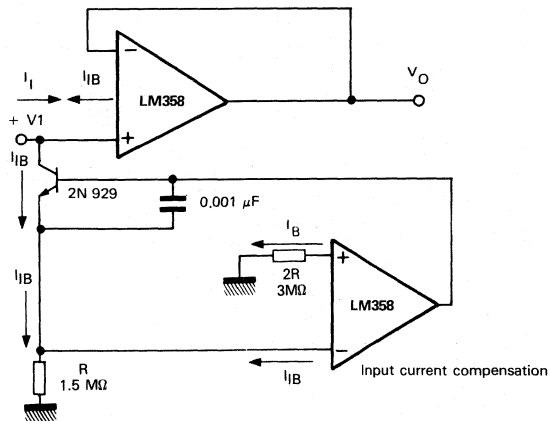 V_O
I_I
I_IB
−
LM358
+ V1
+
I_IB
2N 929
0.001 µF
I_B
+
2R
3MΩ
LM358
I_IB
−
I_IB
R
1.5 MΩ
Input current compensation